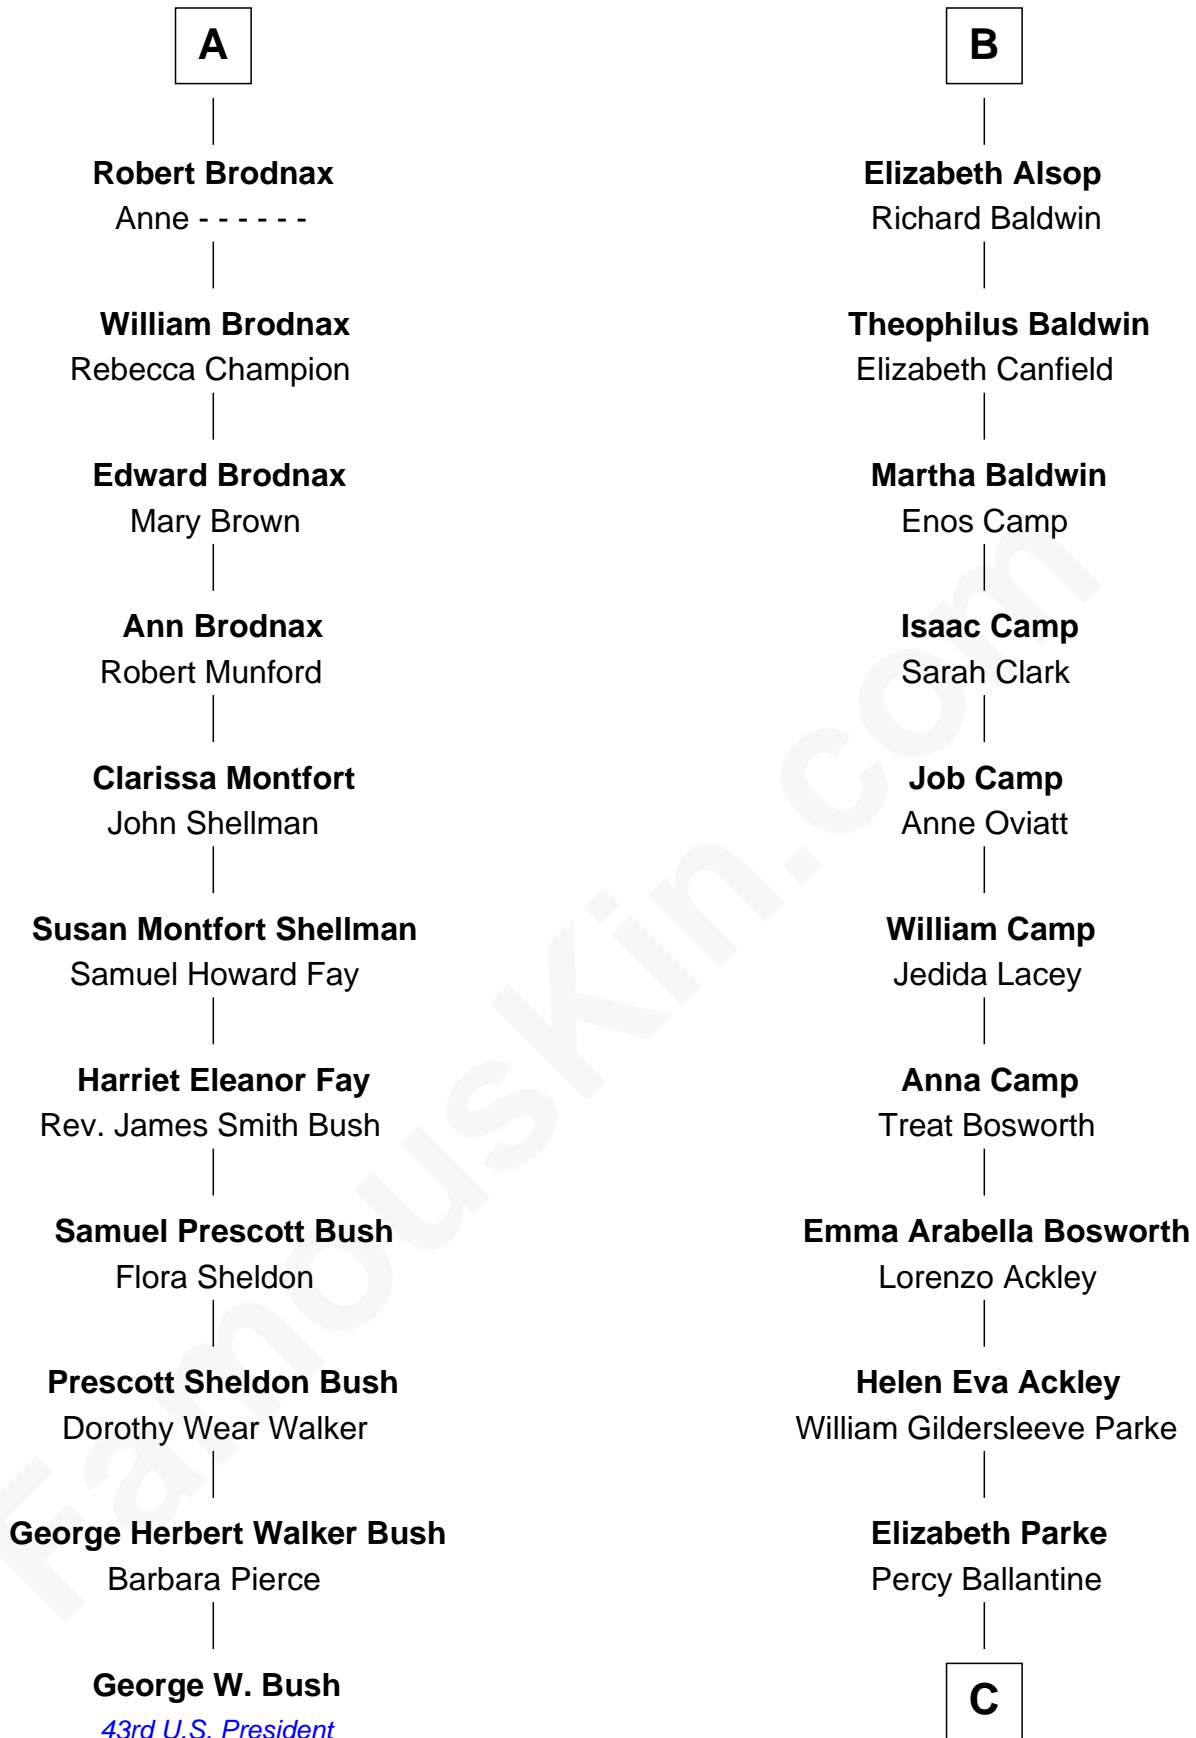 A
Robert Brodnax
Anne - - - - - -
William Brodnax
Rebecca Champion
Edward Brodnax
Mary Brown
Ann Brodnax
Robert Munford
Clarissa Montfort
John Shellman
Susan Montfort Shellman
Samuel Howard Fay
Harriet Eleanor Fay
Rev. James Smith Bush
Samuel Prescott Bush
Flora Sheldon
Prescott Sheldon Bush
Dorothy Wear Walker
George Herbert Walker Bush
Barbara Pierce
George W. Bush
43rd U.S. President
B
Elizabeth Alsop
Richard Baldwin
Theophilus Baldwin
Elizabeth Canfield
Martha Baldwin
Enos Camp
Isaac Camp
Sarah Clark
Job Camp
Anne Oviatt
William Camp
Jedida Lacey
Anna Camp
Treat Bosworth
Emma Arabella Bosworth
Lorenzo Ackley
Helen Eva Ackley
William Gildersleeve Parke
Elizabeth Parke
Percy Ballantine
C
FamousKin.com